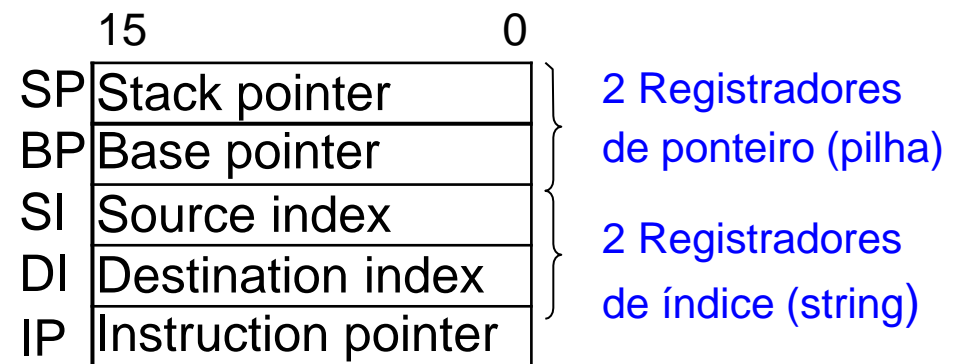 15 0
SP Stack pointer
BP Base pointer
SI Source index
DI Destination index
IP Instruction pointer
2 Registradores
de ponteiro (pilha)
2 Registradores
de índice (string)